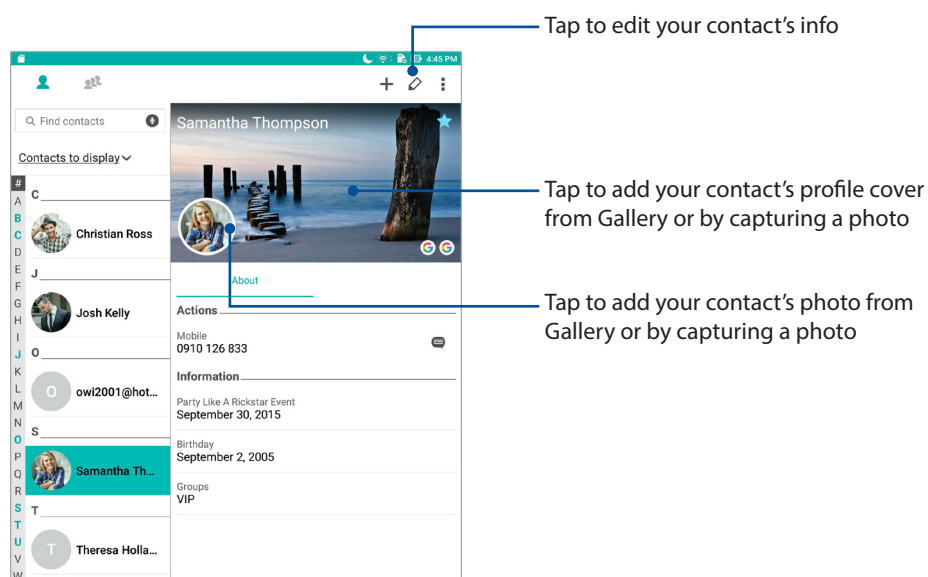 Tap to edit your contact's info
4:45 PM
Find contacts
Contacts to display
Samantha Thompson
Tap to add your contact's profile cover
from Gallery or by capturing a photo
#
A
B
C
D
E
F
G
H
I
J
K
L
M
N
O
P
Q
R
S
T
U
V
W
C
Christian Ross
J
Josh Kelly
O
O
owi2001@hot...
S
Samantha Th...
T
T
Theresa Holla...
G G
About
Tap to add your contact's photo from
Gallery or by capturing a photo
Actions
Mobile
0910 126 833
Information
Party Like A Rickstar Event
September 30, 2015
Birthday
September 2, 2005
Groups
VIP